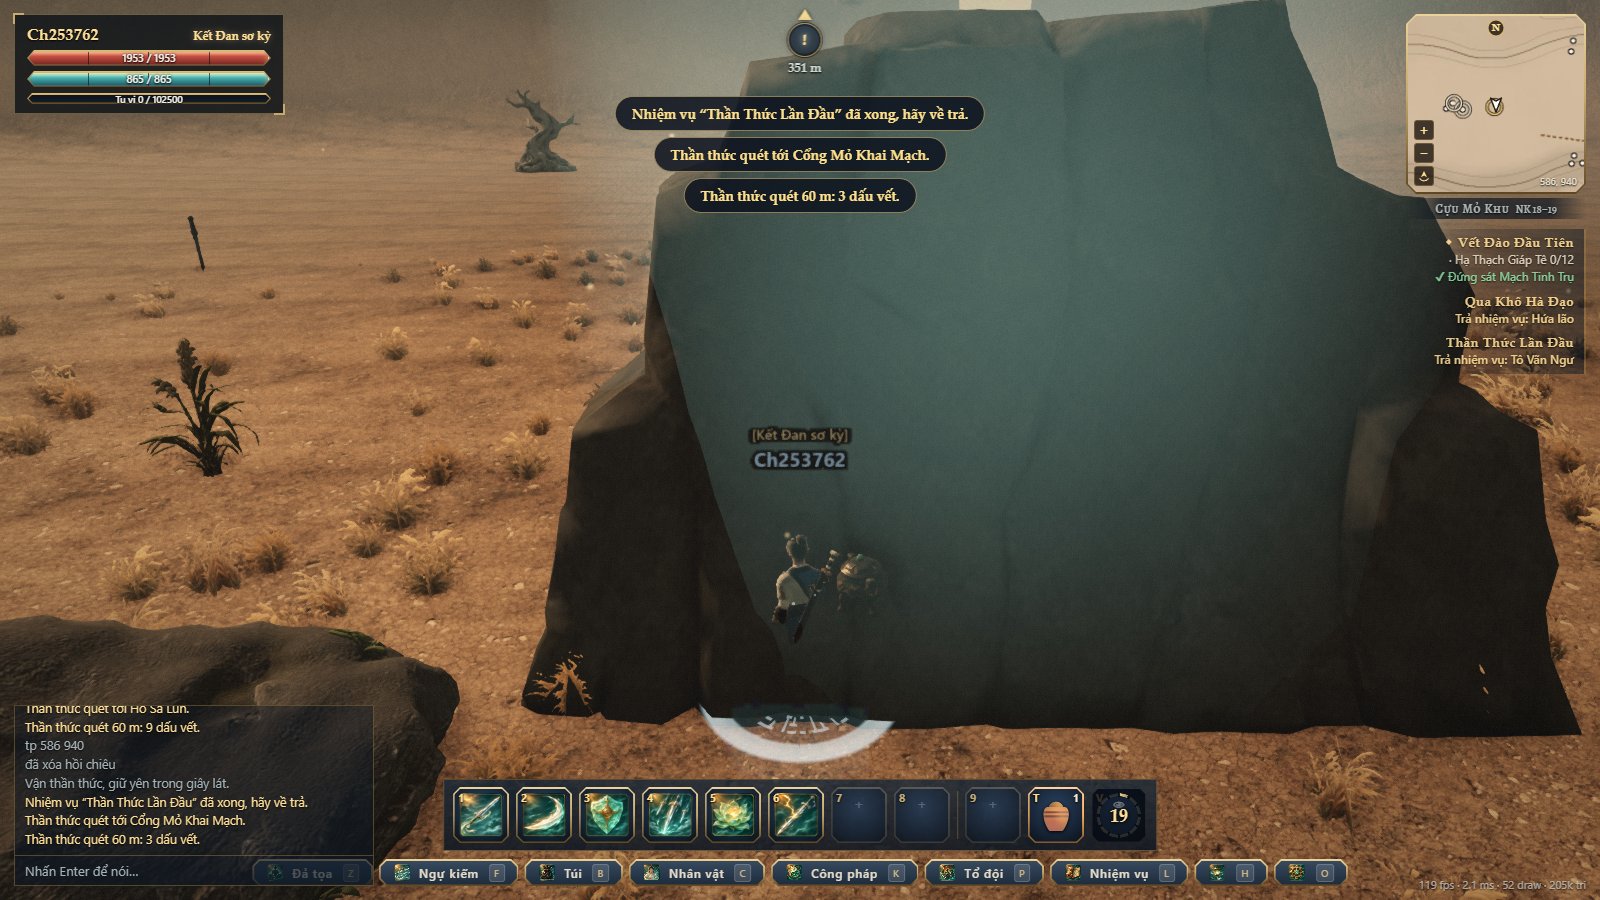 Ch253762
Kết Đan sơ kỳ
1953 / 1953
865 / 865
Tu vi 0 / 102500
!
351 m
Nhiệm vụ “Thần Thức Lần Đầu” đã xong, hãy về trả.
Thần thức quét tới Cổng Mỏ Khai Mạch.
Thần thức quét 60 m: 3 dấu vết.
N
+
−
586, 940
Cựu Mỏ Khu NK18–19
Vết Đào Đầu Tiên
· Hạ Thạch Giáp Tê 0/12
✓ Đứng sát Mạch Tinh Trụ
Qua Khô Hà Đạo
Trả nhiệm vụ: Hứa lão
Thần Thức Lần Đầu
Trả nhiệm vụ: Tô Vãn Ngư
[Kết Đan sơ kỳ]
Ch253762
Thần thức quét tới Hồ Sa Lun.
Thần thức quét 60 m: 9 dấu vết.
tp 586 940
đã xóa hồi chiêu
Vận thần thức, giữ yên trong giây lát.
Nhiệm vụ “Thần Thức Lần Đầu” đã xong, hãy về trả.
Thần thức quét tới Cổng Mỏ Khai Mạch.
Thần thức quét 60 m: 3 dấu vết.
Nhấn Enter để nói...
1
2
3
4
5
6
7 +
8 +
9 +
T 1
19
Đả tọa Z
Ngự kiếm F
Túi B
Nhân vật C
Công pháp K
Tổ đội P
Nhiệm vụ L
H
O
119 fps · 2.1 ms · 52 draw · 205k tri